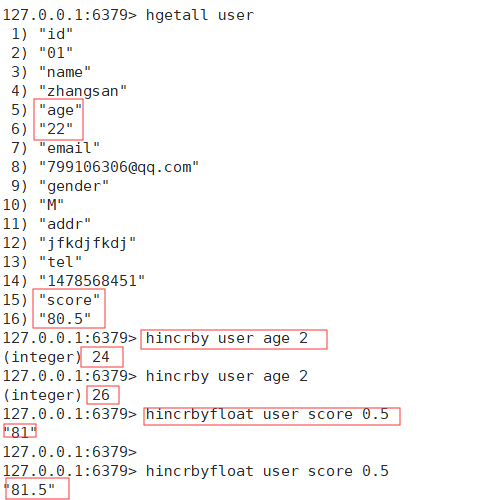 127.0.0.1:6379> hgetall user
1) "id"
2) "01"
3) "name"
4) "zhangsan"
5) "age"
6) "22"
7) "email"
8) "799106306@qq.com"
9) "gender"
10) "M"
11) "addr"
12) "jfkdjfkdj"
13) "tel"
14) "1478568451"
15) "score"
16) "80.5"
127.0.0.1:6379> hincrby user age 2
(integer) 24
127.0.0.1:6379> hincrby user age 2
(integer) 26
127.0.0.1:6379> hincrbyfloat user score 0.5
"81"
127.0.0.1:6379>
127.0.0.1:6379> hincrbyfloat user score 0.5
"81.5"